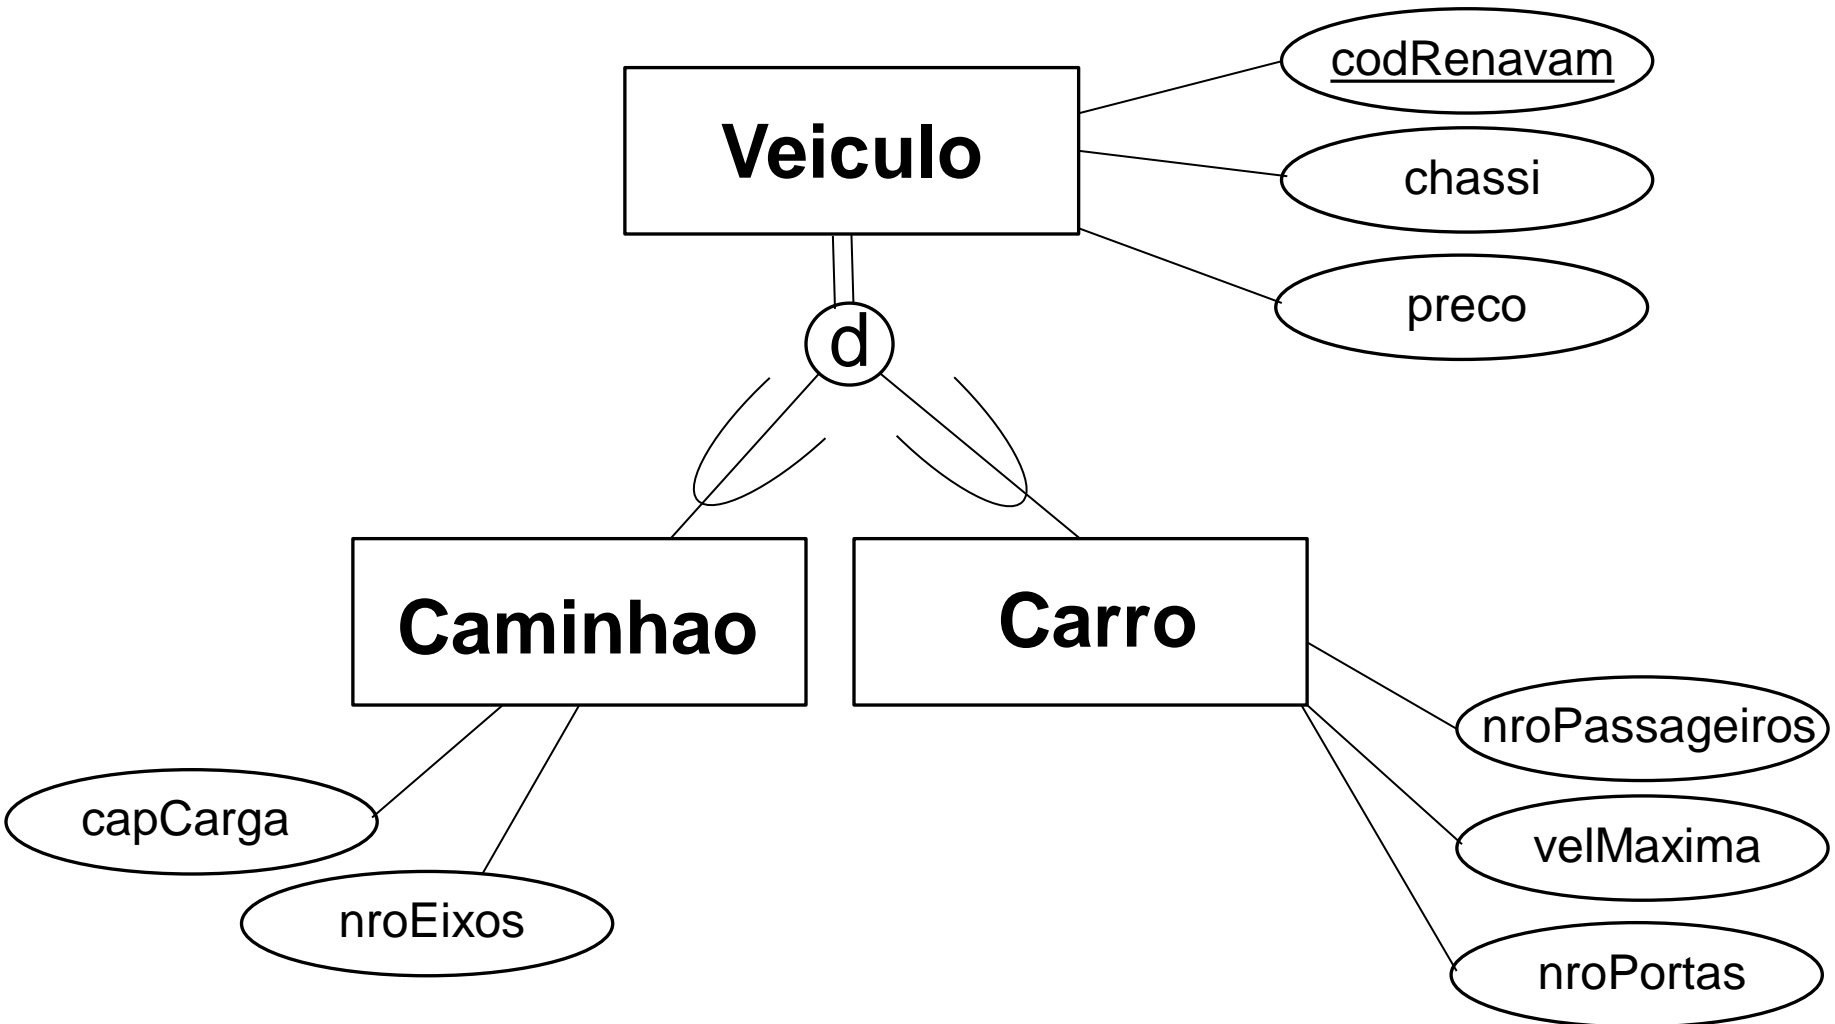 codRenavam
Veiculo
chassi
preco
d
Caminhao
Carro
nroPassageiros
capCarga
velMaxima
nroEixos
nroPortas